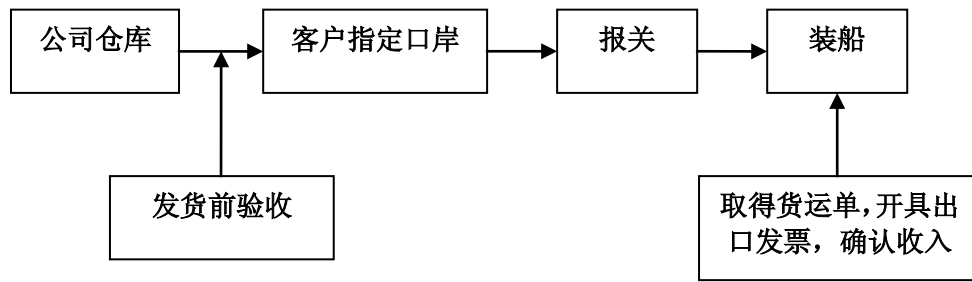 公司仓库
客户指定口岸
报关
装船
发货前验收
取得货运单，开具出
口发票，确认收入